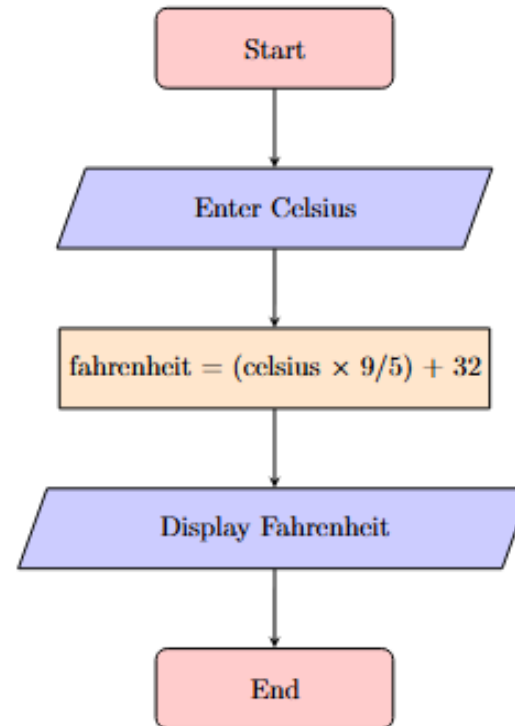 Start
Enter Celsius
fahrenheit = (celsius × 9/5) + 32
Display Fahrenheit
End